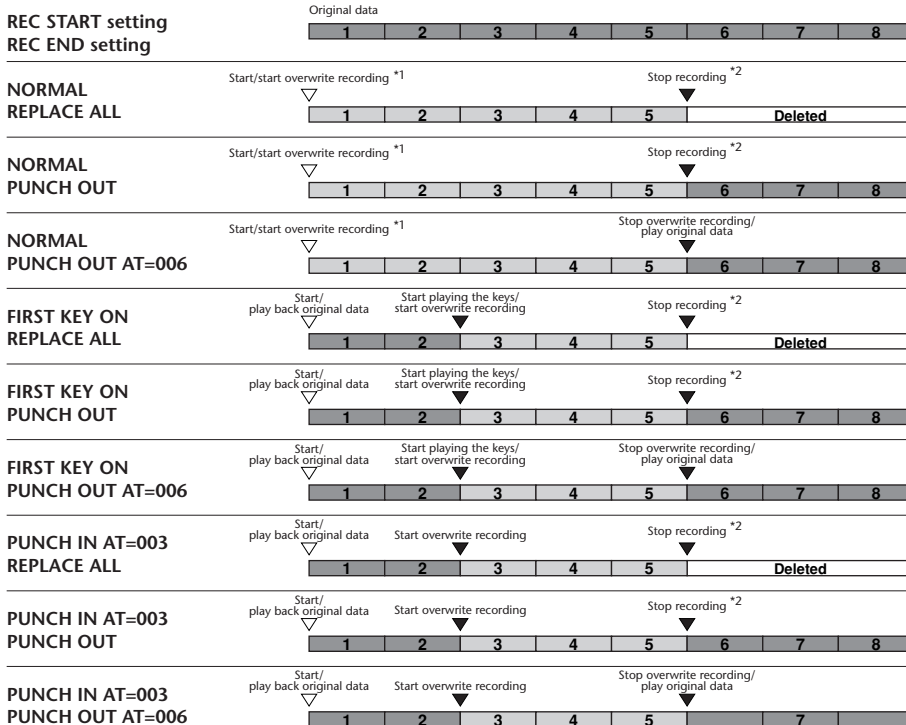 Original data
REC START setting
REC END setting
1 2 3 4 5 6 7 8
Start/start overwrite recording *1
Stop recording *2
NORMAL
REPLACE ALL
1 2 3 4 5 Deleted
Start/start overwrite recording *1
Stop recording *2
NORMAL
PUNCH OUT
1 2 3 4 5 6 7 8
Start/start overwrite recording *1
Stop overwrite recording/
play original data
NORMAL
PUNCH OUT AT=006
1 2 3 4 5 6 7 8
Start/
play back original data
Start playing the keys/
start overwrite recording
Stop recording *2
FIRST KEY ON
REPLACE ALL
1 2 3 4 5 Deleted
Start/
play back original data
Start playing the keys/
start overwrite recording
Stop recording *2
FIRST KEY ON
PUNCH OUT
1 2 3 4 5 6 7 8
Start/
play back original data
Start playing the keys/
start overwrite recording
Stop overwrite recording/
play original data
FIRST KEY ON
PUNCH OUT AT=006
1 2 3 4 5 6 7 8
Start/
play back original data
Start overwrite recording
Stop recording *2
PUNCH IN AT=003
REPLACE ALL
1 2 3 4 5 Deleted
Start/
play back original data
Start overwrite recording
Stop recording *2
PUNCH IN AT=003
PUNCH OUT
1 2 3 4 5 6 7 8
Start/
play back original data
Start overwrite recording
Stop overwrite recording/
play original data
PUNCH IN AT=003
PUNCH OUT AT=006
1 2 3 4 5 7